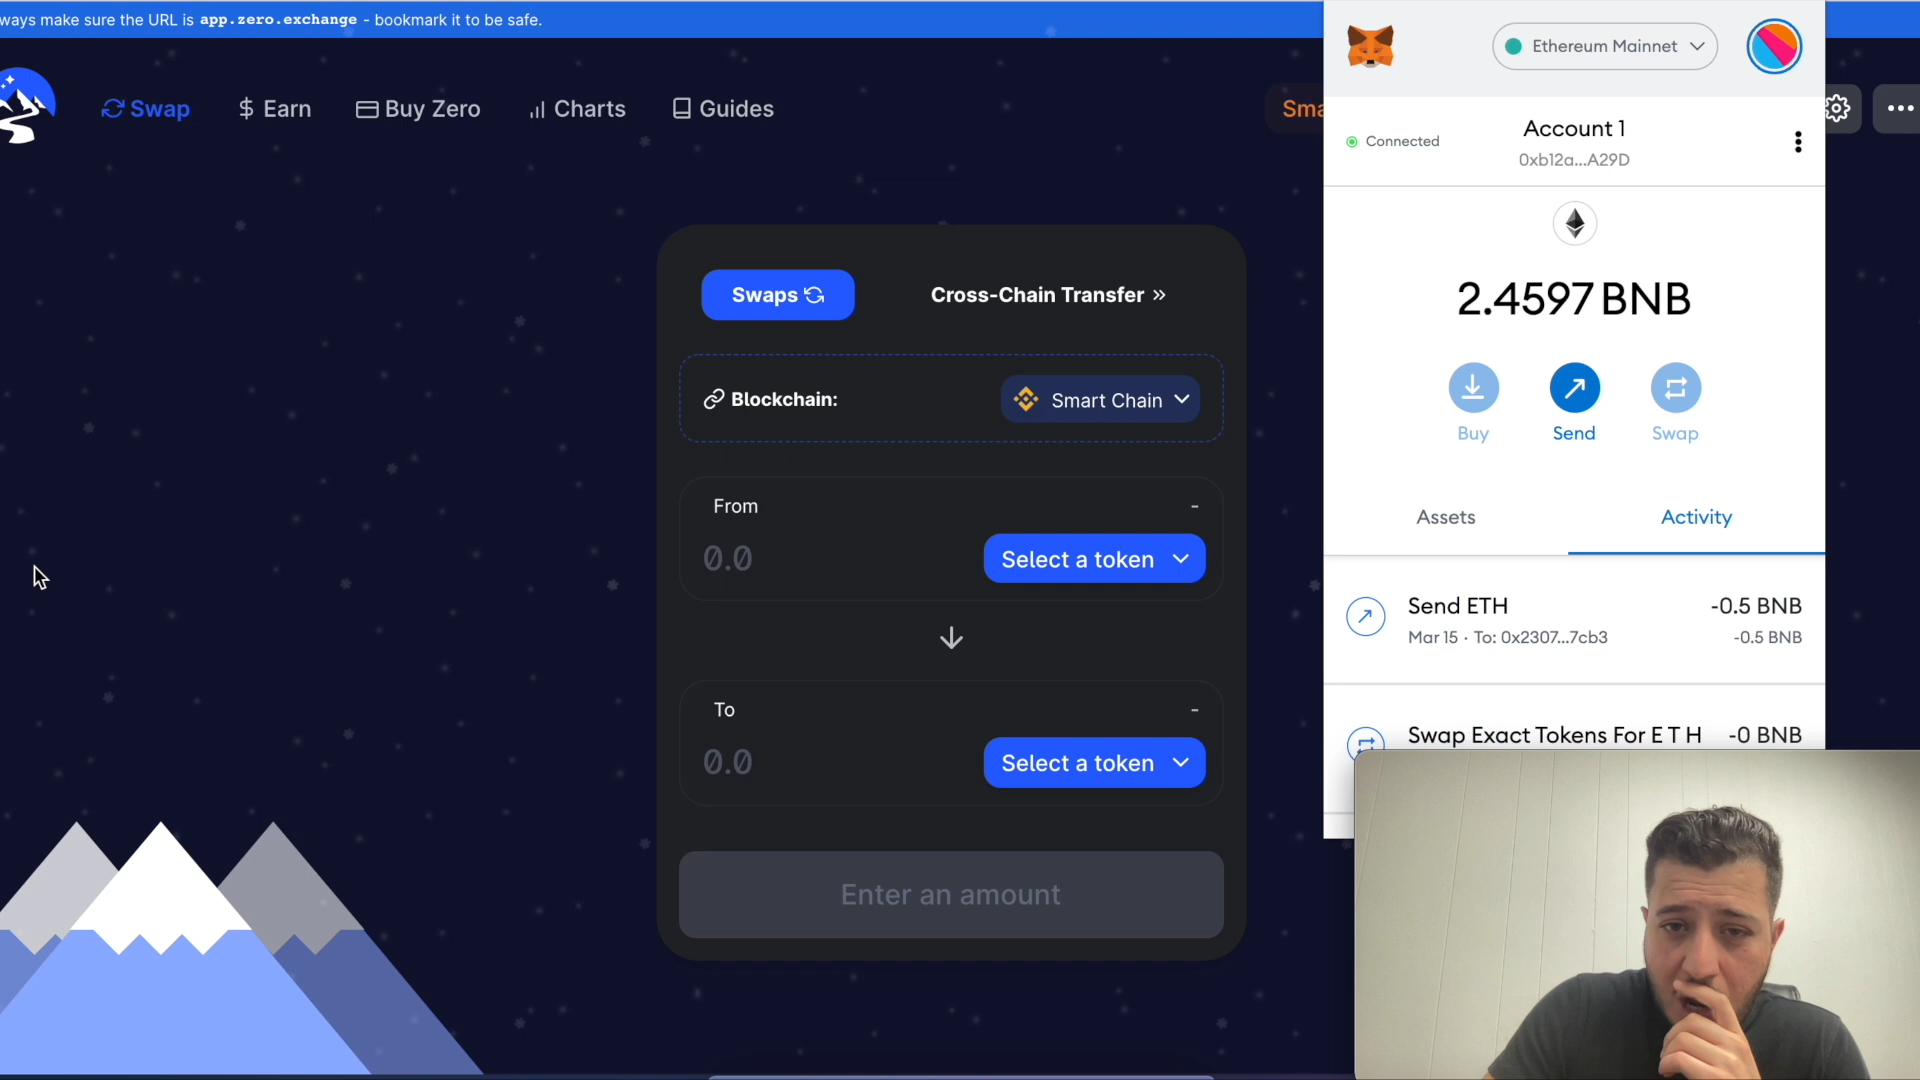 ways make sure the URL is app.zero.exchange - bookmark it to be safe.
Swap
Earn
Buy Zero
Charts
Guides
Sma
Swaps
Cross-Chain Transfer »
Blockchain:
Smart Chain
From
-
0.0
Select a token
To
-
0.0
Select a token
Enter an amount
Ethereum Mainnet
Connected
Account 1
0xb12a...A29D
2.4597 BNB
Buy
Send
Swap
Assets
Activity
Send ETH
-0.5 BNB
Mar 15 · To: 0x2307...7cb3
-0.5 BNB
Swap Exact Tokens For E T H
-0 BNB